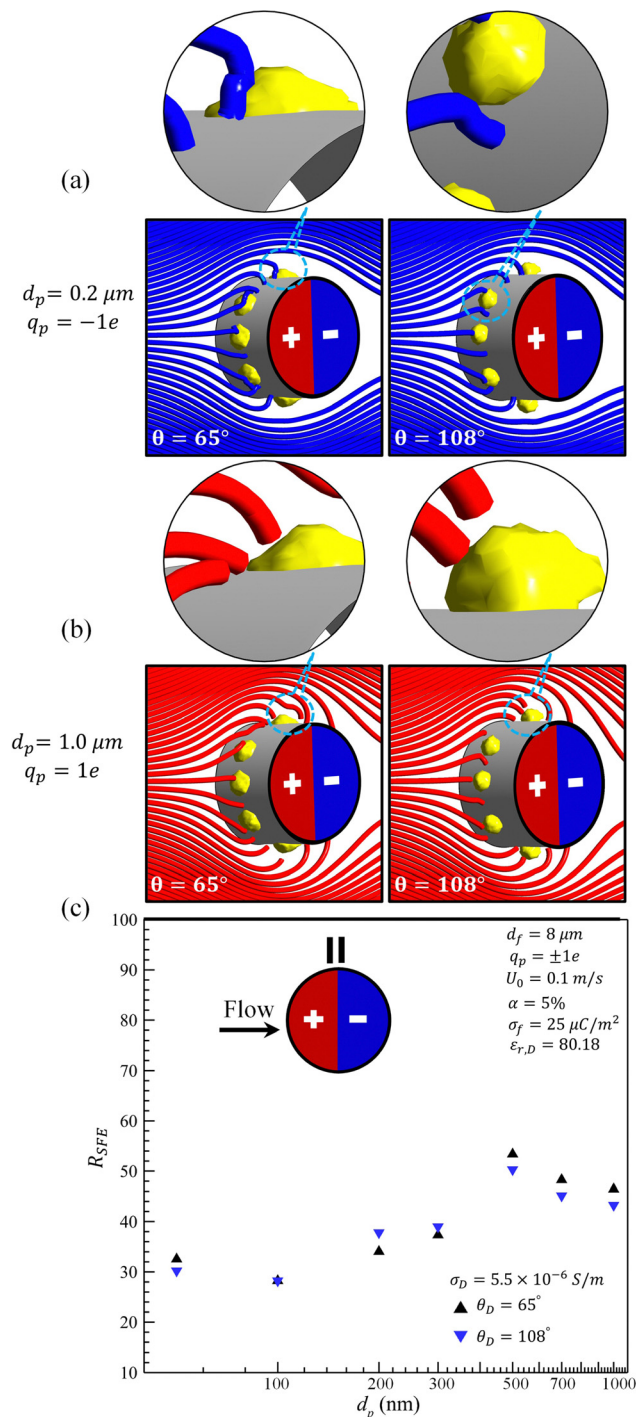 (a)
d_p = 0.2 μm
q_p = −1e
+ -
+ -
θ = 65°
θ = 108°
(b)
d_p = 1.0 μm
q_p = 1e
+ -
+ -
θ = 65°
θ = 108°
(c)
100
90
80
70
60
50
40
30
20
10
R_SFE
Flow
+ -
d_f = 8 μm
q_p = ±1e
U_0 = 0.1 m/s
α = 5%
σ_f = 25 μC/m²
ε_r,D = 80.18
σ_D = 5.5 × 10⁻⁶ S/m
θ_D = 65°
θ_D = 108°
100 200 300 500 700 1000
d_p (nm)